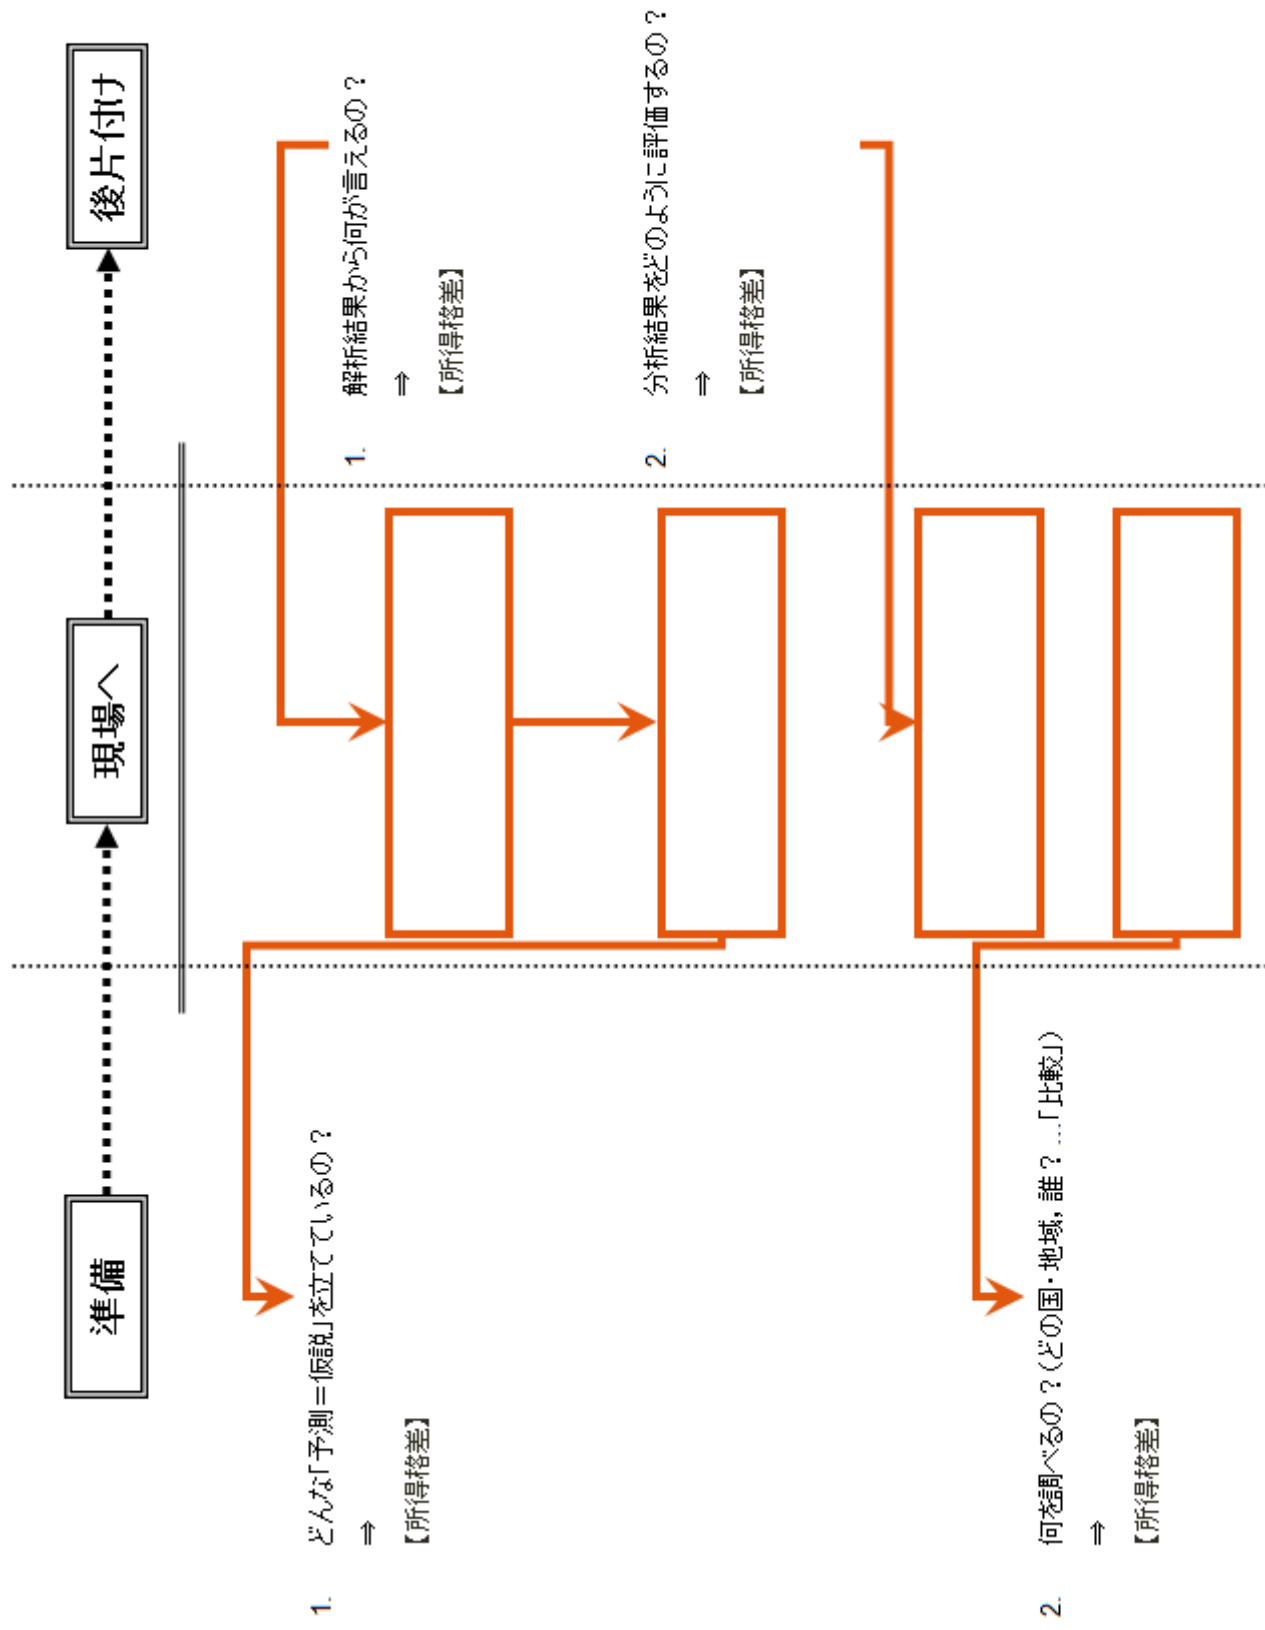 準備
現場へ
後片付け
1. どんな「予測＝仮説」を立てているの？
⇒
【所得格差】
2. 何を調べるの？（どの国・地域，誰？…「比較」）
⇒
【所得格差】
1. 解析結果から何が言えるの？
⇒
【所得格差】
2. 分析結果をどのように評価するの？
⇒
【所得格差】